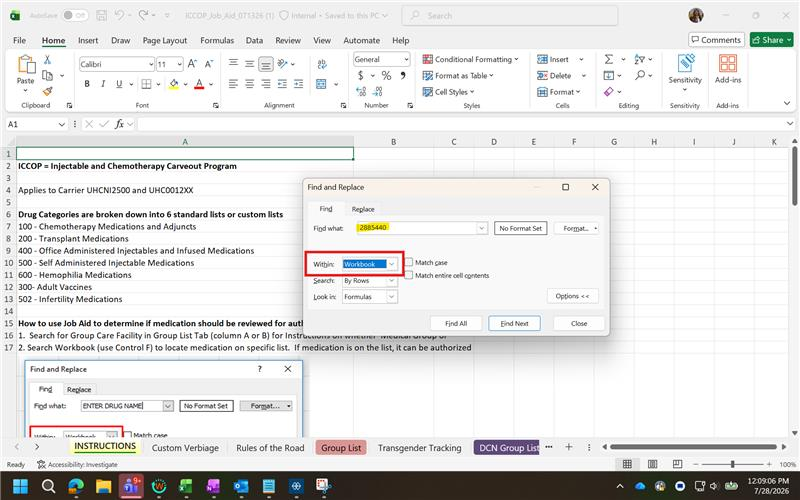 AutoSave Off ICCOP_Job_Aid_071326 (1) Internal • Saved to this PC Search
File Home Insert Draw Page Layout Formulas Data Review View Automate Help Comments Share
Paste Calibri 11 A A General Conditional Formatting Insert
B I U $ % Format as Table Delete Sensitivity Add-ins
Cell Styles Format
Clipboard Font Alignment Number Styles Cells Editing Sensitivity Add-ins
A1 fx
A B C D E F G H I J K
1
2 ICCOP = Injectable and Chemotherapy Carveout Program
3
4 Applies to Carrier UHCNI2500 and UHC0012XX
5
6 Drug Categories are broken down into 6 standard lists or custom lists
7 100 - Chemotherapy Medications and Adjuncts
8 200 - Transplant Medications
9 400 - Office Administered Injectables and Infused Medications
10 500 - Self Administered Injectable Medications
11 600 - Hemophilia Medications
12 300- Adult Vaccines
13 502 - Infertility Medications
14
15 How to use Job Aid to determine if medication should be reviewed for auth
16 1. Search for Group Care Facility in Group List Tab (column A or B) for Instructions on whether Medical Group or
17 2. Search Workbook (use Control F) to locate medication on specific list. If medication is on the list, it can be authorized
Find and Replace
Find Replace
Find what: 2885440 No Format Set Format...
Within: Workbook Match case
Match entire cell contents
Search: By Rows
Look in: Formulas Options <<
Find All Find Next Close
Find and Replace ?
Find Replace
Find what: ENTER DRUG NAME No Format Set Format...
Within: Workbook Match case
INSTRUCTIONS Custom Verbiage Rules of the Road Group List Transgender Tracking DCN Group List
Ready Accessibility: Investigate 100%
12:09:06 PM
7/28/2026